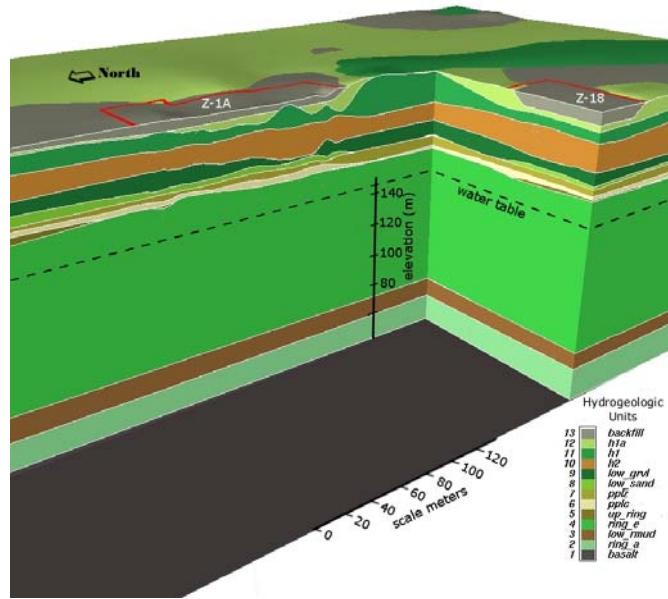 North
Z-1A
Z-18
water table
elevation (m)
140
120
100
80
0
20
40
60
80
100
120
scale meters
Hydrogeologic
Units
13 backfill
12 h1a
11 h1
10 h2
9 low_grvl
8 low_sand
7 pplz
6 pplc
5 up_ring
4 ring_e
3 low_rmud
2 ring_a
1 basalt